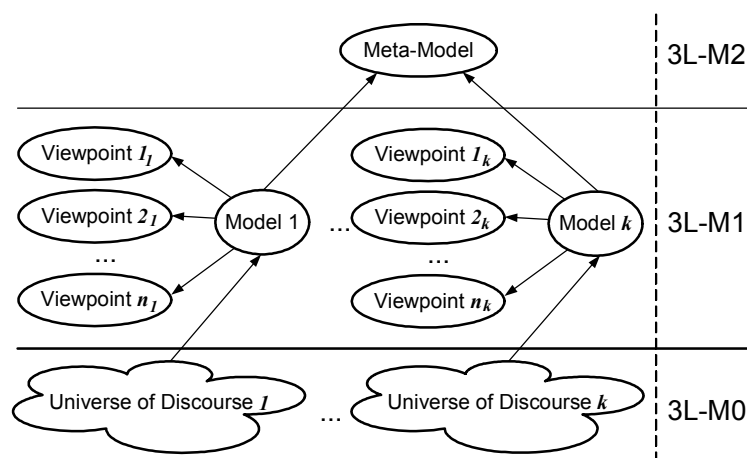 Meta-Model
3L-M2
Viewpoint 1₁
Viewpoint 1ₖ
Viewpoint 2₁
Model 1
...
Viewpoint 2ₖ
Model k
3L-M1
...
...
Viewpoint n₁
Viewpoint nₖ
Universe of Discourse 1
...
Universe of Discourse k
3L-M0